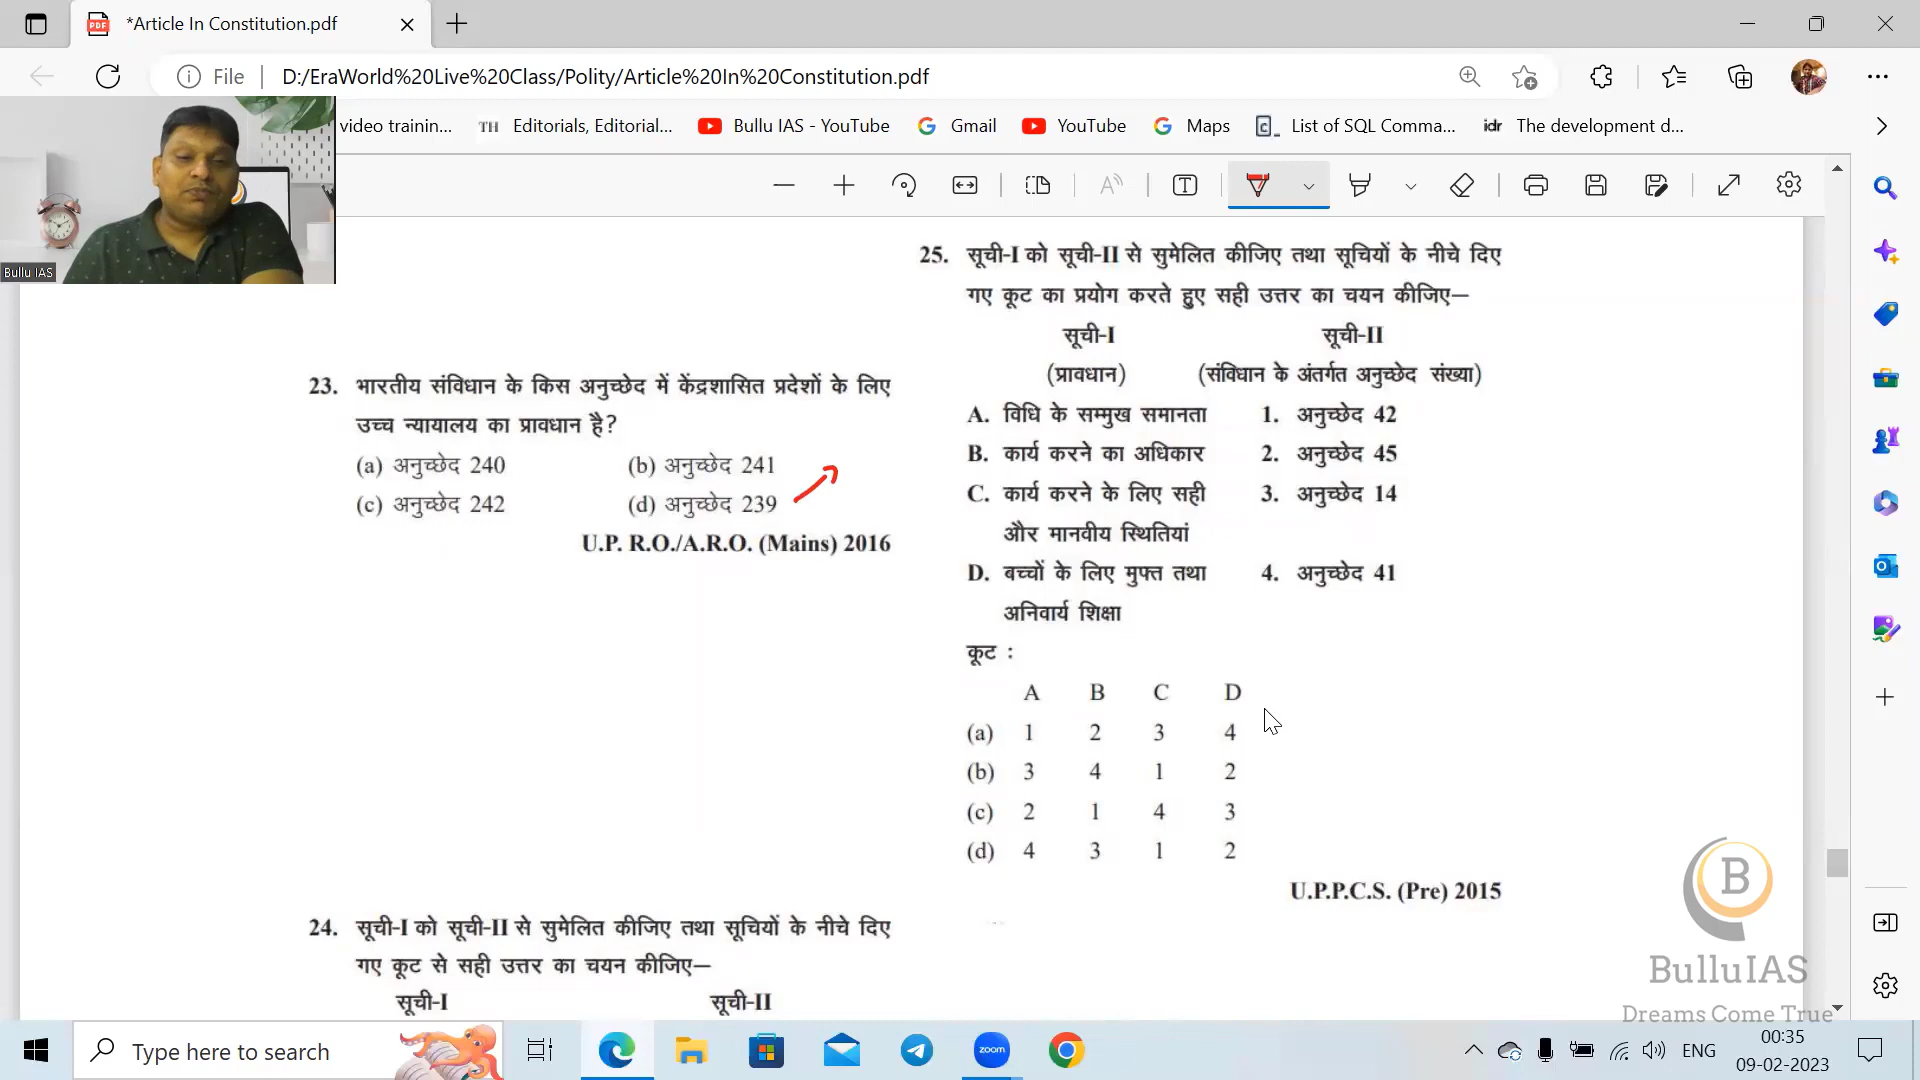 *Article In Constitution.pdf
File
D:/EraWorld%20Live%20Class/Polity/Article%20In%20Constitution.pdf
video trainin...
Editorials, Editorial...
Bullu IAS - YouTube
Gmail
YouTube
Maps
List of SQL Comma...
The development d...
Bullu IAS
23. भारतीय संविधान के किस अनुच्छेद में केंद्रशासित प्रदेशों के लिए
उच्च न्यायालय का प्रावधान है?
(a) अनुच्छेद 240 (b) अनुच्छेद 241
(c) अनुच्छेद 242 (d) अनुच्छेद 239
U.P. R.O./A.R.O. (Mains) 2016
24. सूची-I को सूची-II से सुमेलित कीजिए तथा सूचियों के नीचे दिए
गए कूट से सही उत्तर का चयन कीजिए—
सूची-I सूची-II
25. सूची-I को सूची-II से सुमेलित कीजिए तथा सूचियों के नीचे दिए
गए कूट का प्रयोग करते हुए सही उत्तर का चयन कीजिए—
सूची-I सूची-II
(प्रावधान) (संविधान के अंतर्गत अनुच्छेद संख्या)
A. विधि के सम्मुख समानता 1. अनुच्छेद 42
B. कार्य करने का अधिकार 2. अनुच्छेद 45
C. कार्य करने के लिए सही 3. अनुच्छेद 14
और मानवीय स्थितियां
D. बच्चों के लिए मुफ्त तथा 4. अनुच्छेद 41
अनिवार्य शिक्षा
कूट :
A B C D
(a) 1 2 3 4
(b) 3 4 1 2
(c) 2 1 4 3
(d) 4 3 1 2
U.P.P.C.S. (Pre) 2015
B
BulluIAS
Dreams Come True
Type here to search
zoom
ENG
00:35
09-02-2023